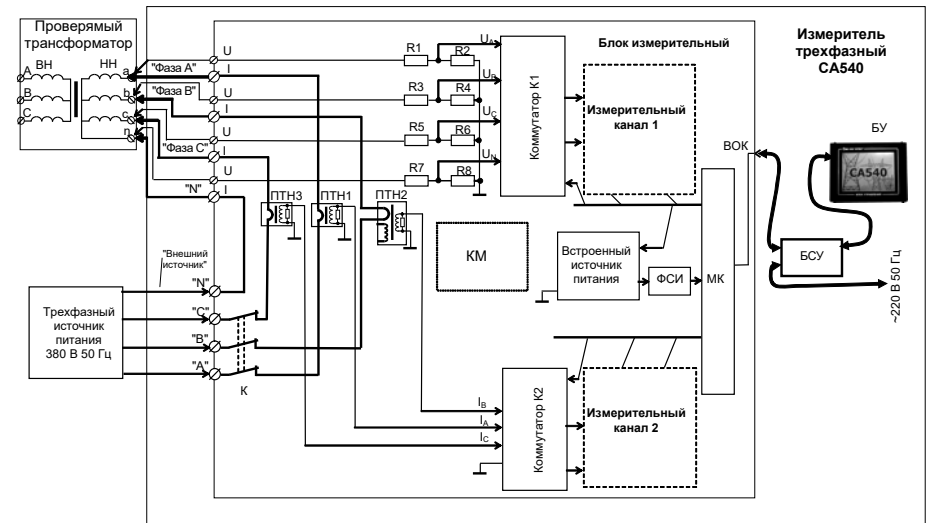 Проверямый
трансформатор
ВН
НН
A
B
C
a
b
c
n
"Фаза A"
"Фаза B"
"Фаза C"
"N"
U
I
U
I
U
I
U
I
R1
R2
R3
R4
R5
R6
R7
R8
UA
UB
UC
UN
Коммутатор К1
Блок измерительный
Измерительный
канал 1
Измеритель
трехфазный
СА540
БУ
CA540
ВОК
БСУ
~220 В 50 Гц
ПТН3
ПТН1
ПТН2
КМ
Встроенный
источник
питания
ФСИ
МК
"Внешний
источник"
Трехфазный
источник
питания
380 В 50 Гц
"N"
"C"
"B"
"A"
К
IB
IA
IC
Коммутатор К2
Измерительный
канал 2